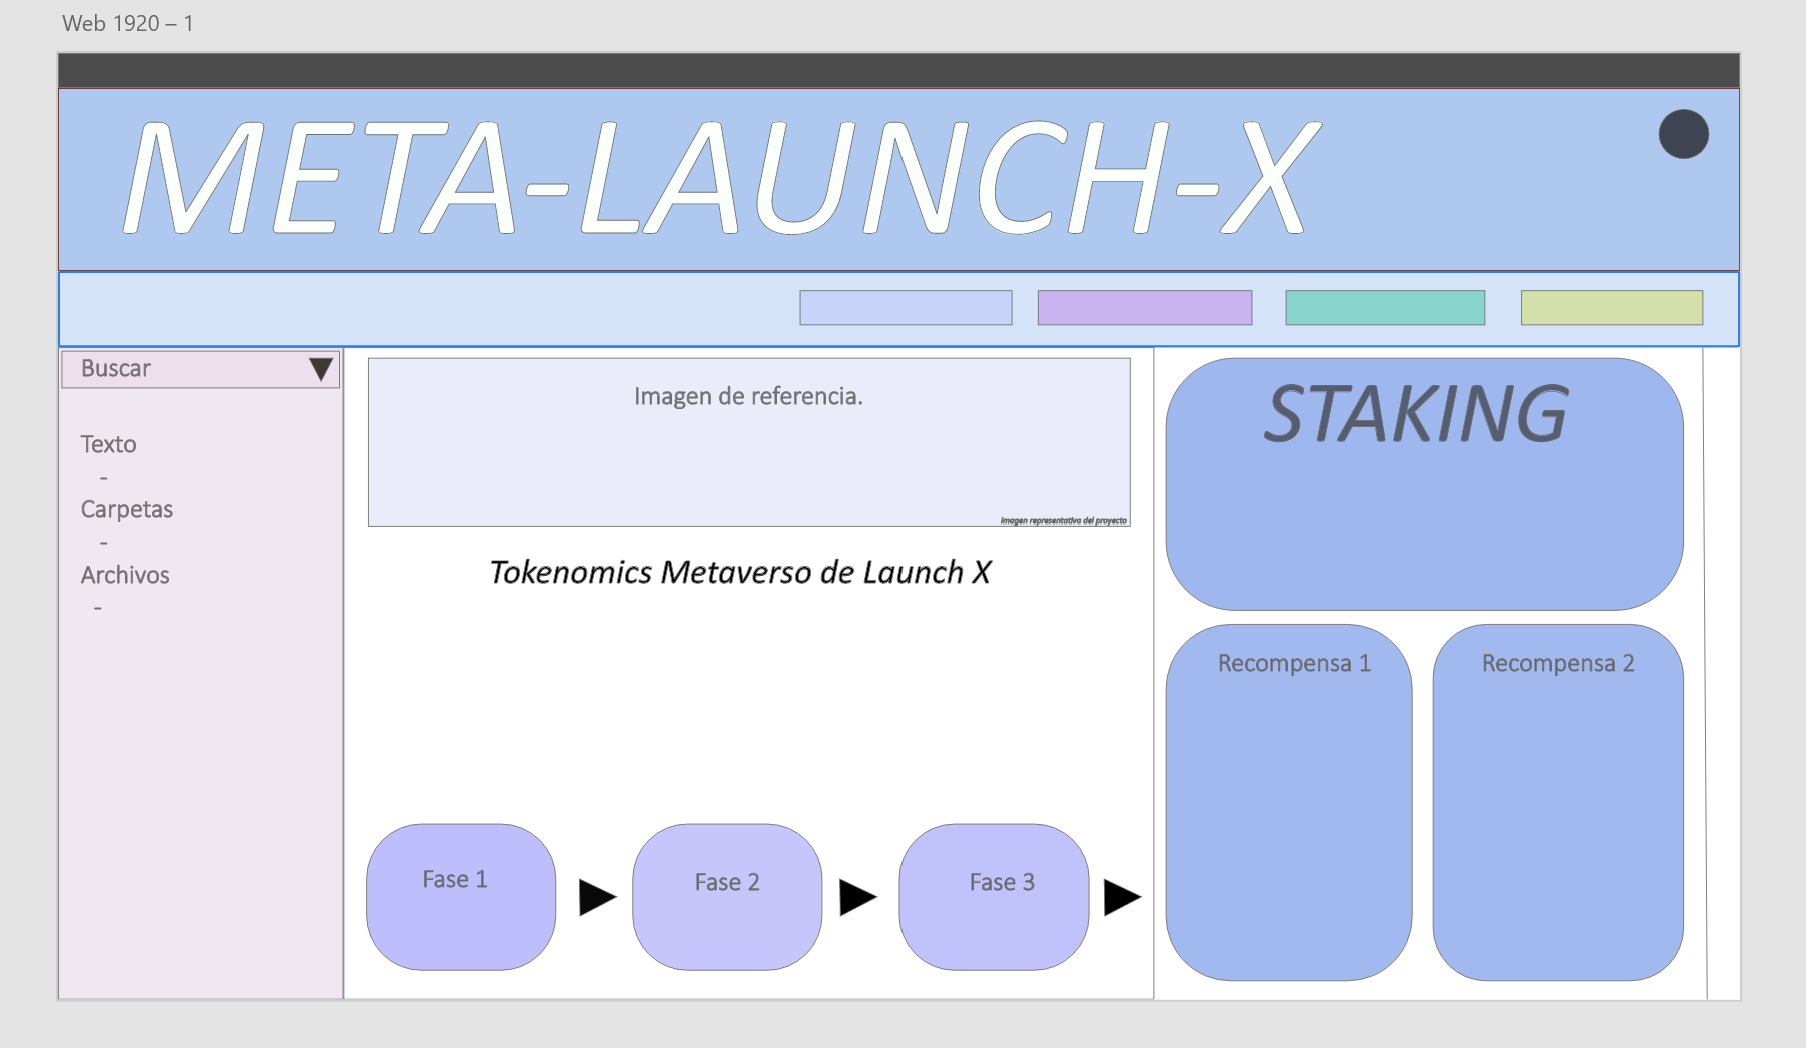 Web 1920 – 1
META-LAUNCH-X
Buscar
Texto
-
Carpetas
-
Archivos
-
Imagen de referencia.
Imagen representativa del proyecto
Tokenomics Metaverso de Launch X
Fase 1
Fase 2
Fase 3
STAKING
Recompensa 1
Recompensa 2